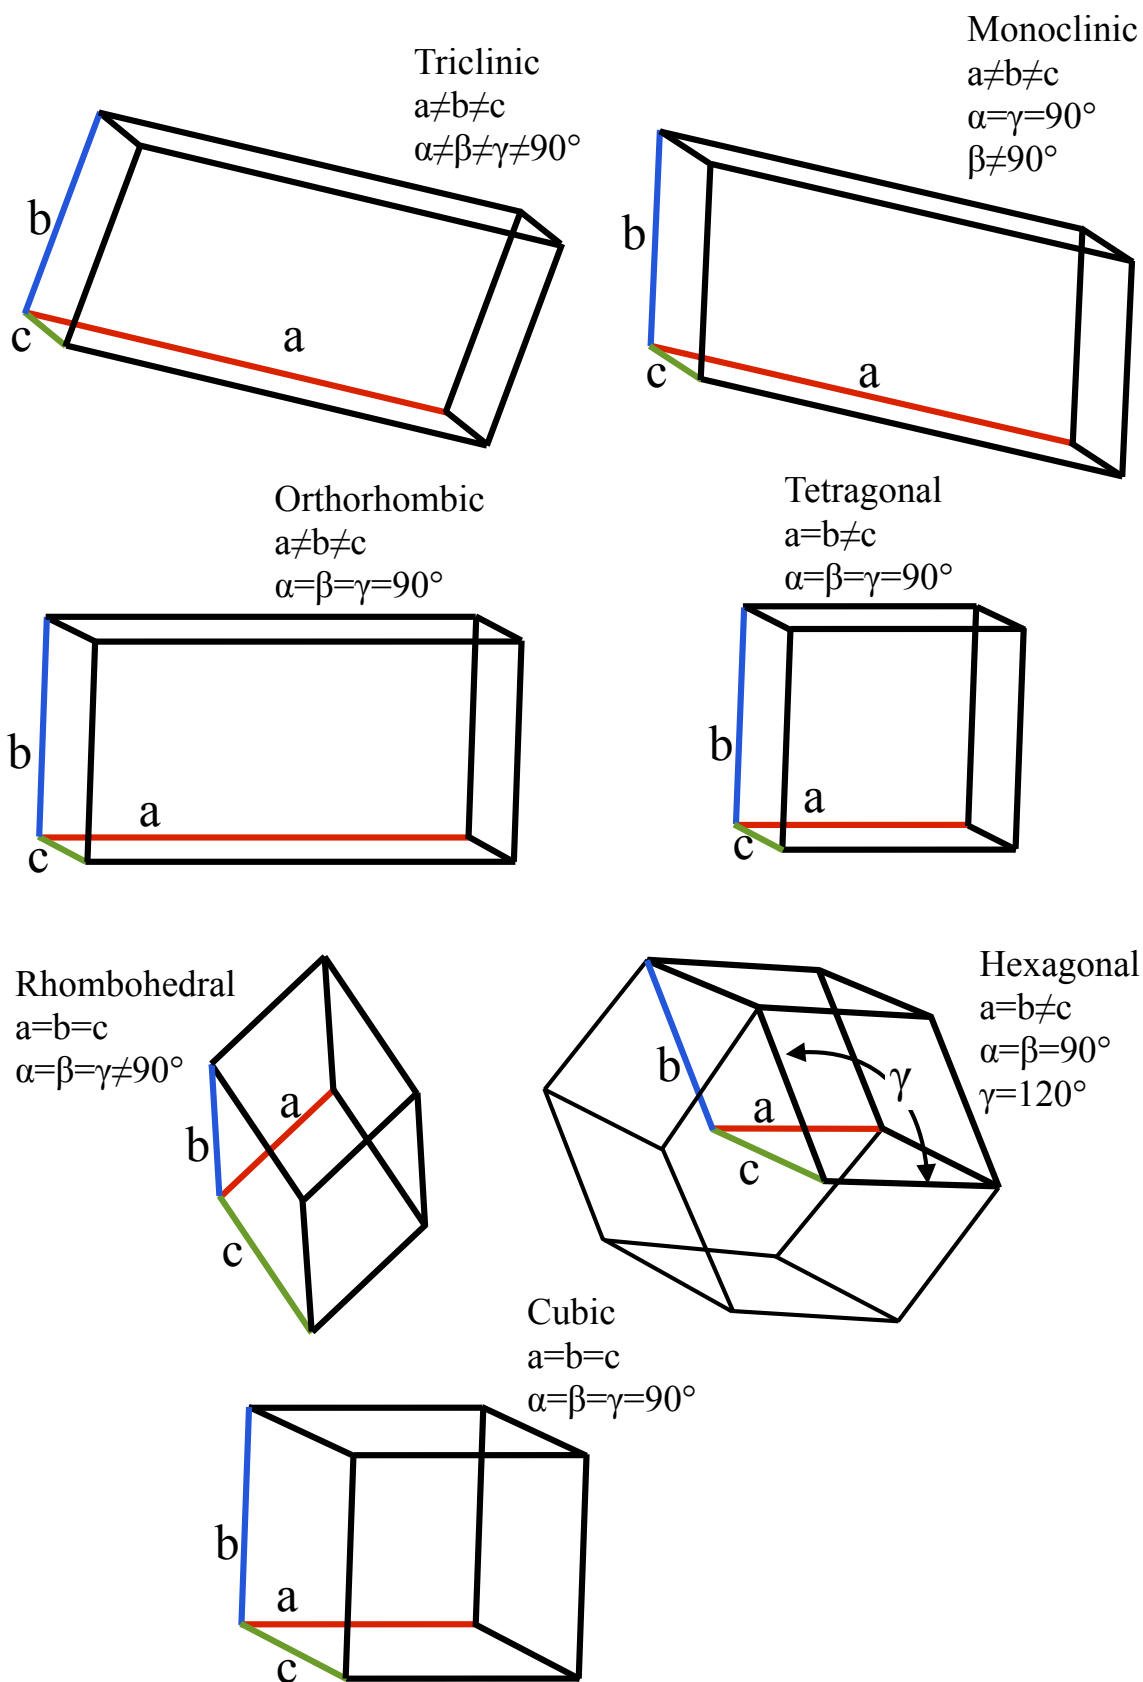 Triclinic
a≠b≠c
α≠β≠γ≠90°
b
c
a
Monoclinic
a≠b≠c
α=γ=90°
β≠90°
b
c
a
Orthorhombic
a≠b≠c
α=β=γ=90°
b
a
c
Tetragonal
a=b≠c
α=β=γ=90°
b
a
c
Rhombohedral
a=b=c
α=β=γ≠90°
a
b
c
Hexagonal
a=b≠c
α=β=90°
γ=120°
b
a
γ
c
Cubic
a=b=c
α=β=γ=90°
b
a
c